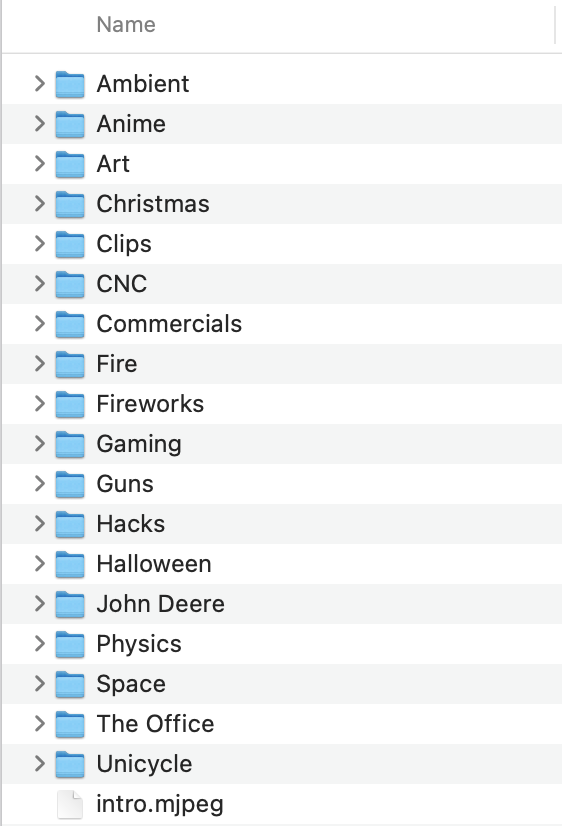 Name
Ambient
Anime
Art
Christmas
Clips
CNC
Commercials
Fire
Fireworks
Gaming
Guns
Hacks
Halloween
John Deere
Physics
Space
The Office
Unicycle
intro.mjpeg